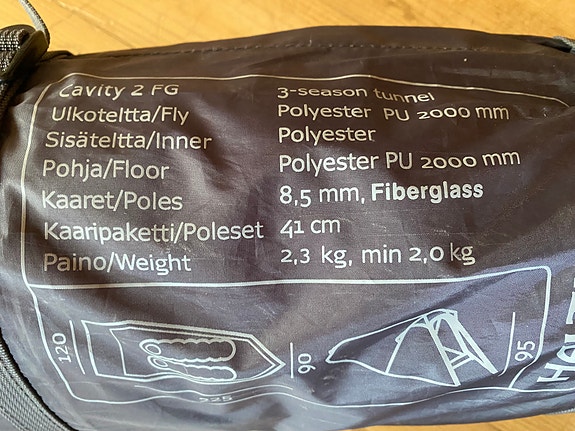 Cavity 2 FG 3-season tunnel
Ulkoteltta/Fly Polyester PU 2000 mm
Sisäteltta/Inner Polyester
Pohja/Floor Polyester PU 2000 mm
Kaaret/Poles 8,5 mm, Fiberglass
Kaaripaketti/Poleset 41 cm
Paino/Weight 2,3 kg, min 2,0 kg
120
225
90
95